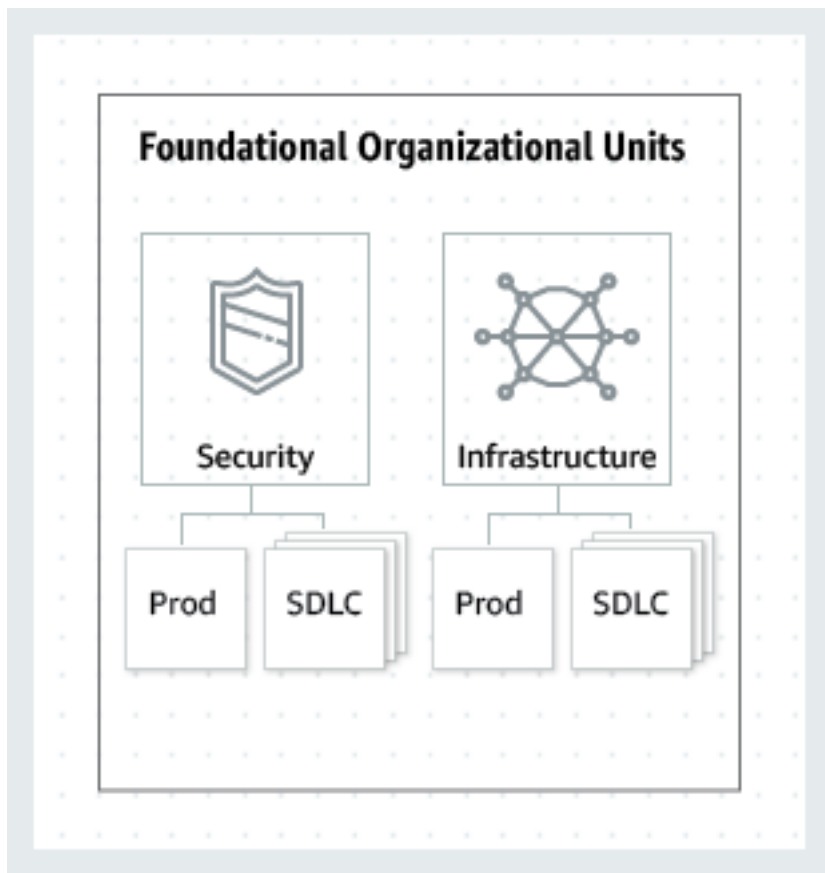 Foundational Organizational Units
Security
Infrastructure
Prod
SDLC
Prod
SDLC